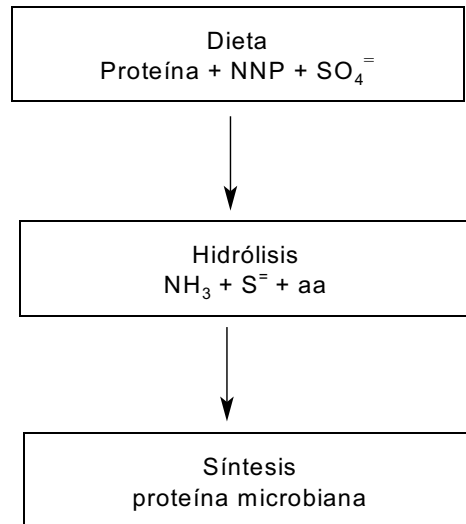 Dieta
Proteína + NNP + SO₄⁼
Hidrólisis
NH₃ + S⁼ + aa
Síntesis
proteína microbiana